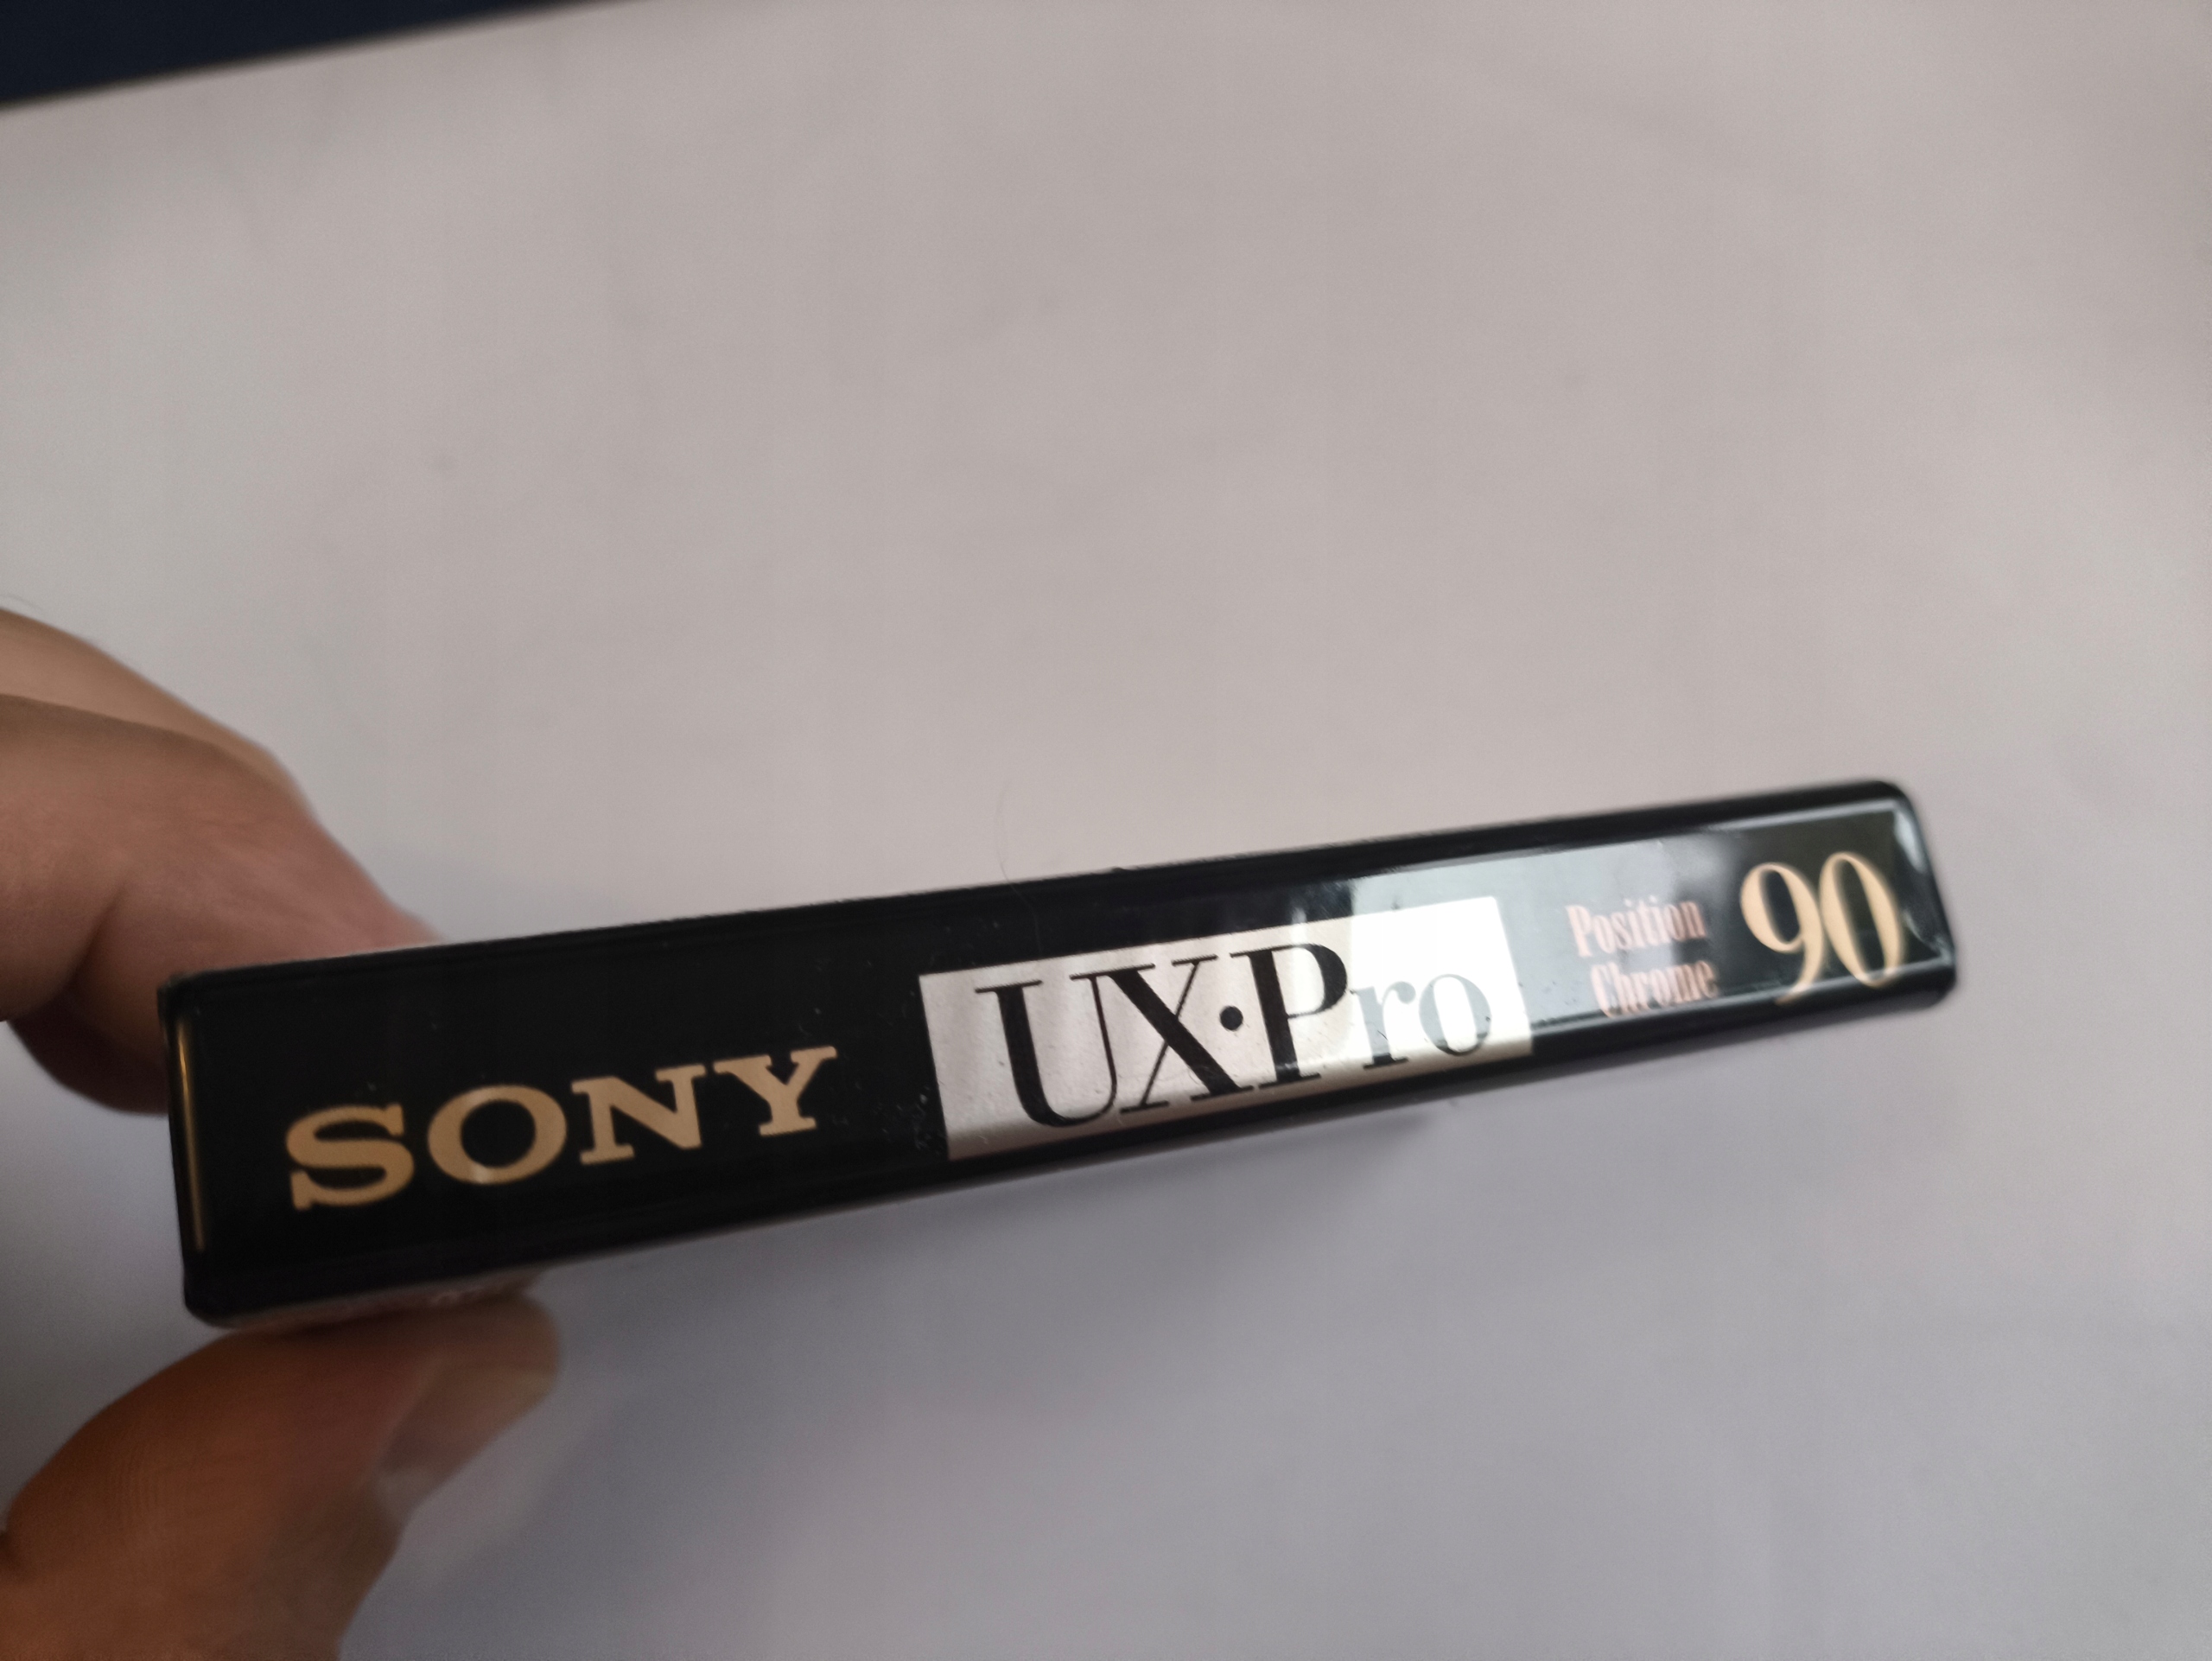 SONY
UX·Pro
Position
Chrome
90